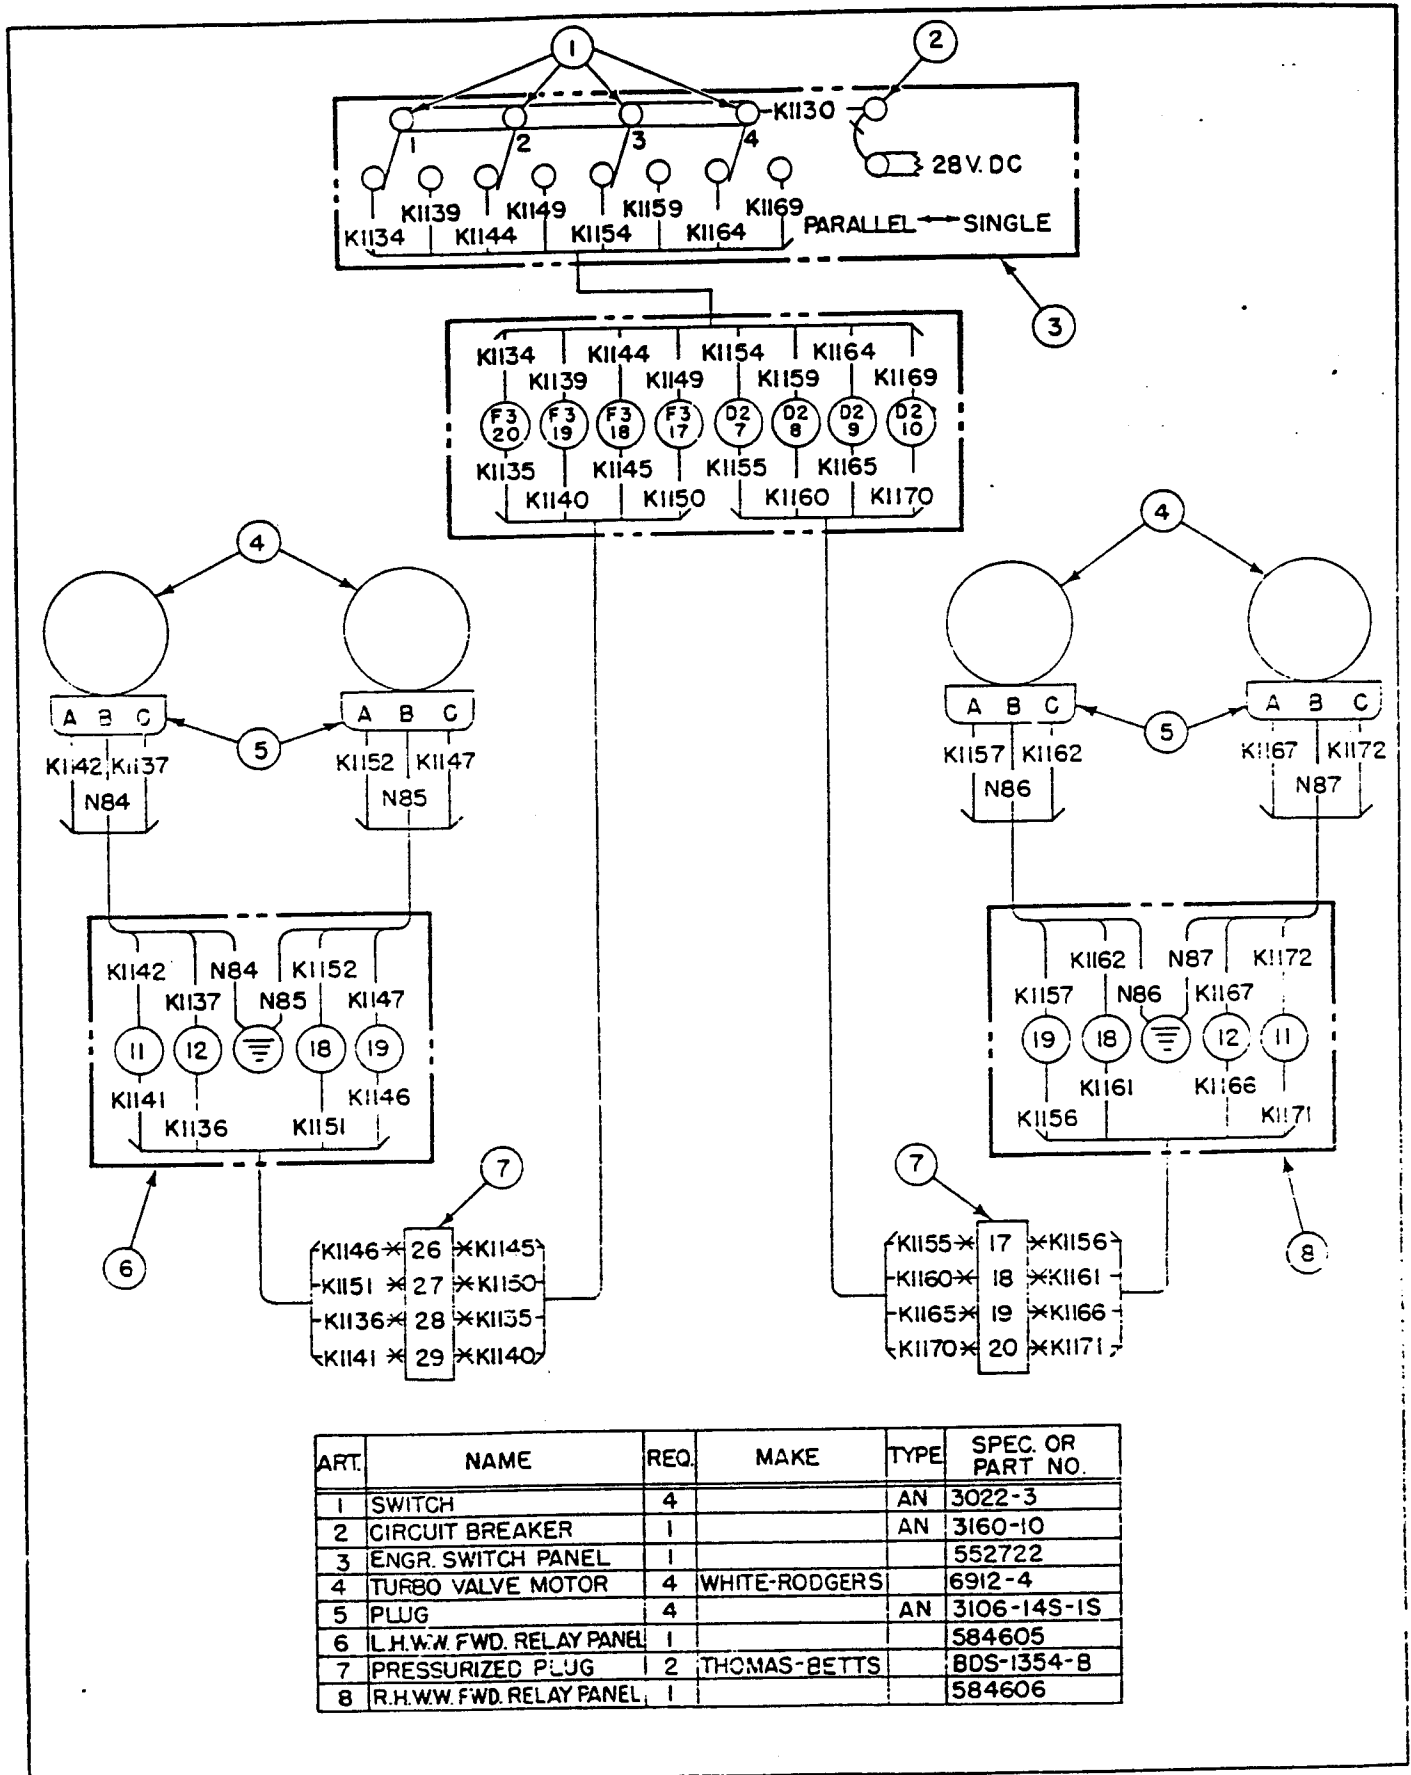 1 2
K1130
1 2 3 4
28 V. DC
K1139 K1149 K1159 K1169
K1134 K1144 K1154 K1164
PARALLEL ↔ SINGLE
3
K1134 K1144 K1154 K1164
K1139 K1149 K1159 K1169
F3 20 F3 19 F3 18 F3 17 D2 7 D2 8 D2 9 D2 10
K1135 K1145 K1155 K1165
K1140 K1150 K1160 K1170
4 4
A B C A B C A B C A B C
5 5
K1142 K1137 K1152 K1147 K1157 K1162 K1167 K1172
N84 N85 N86 N87
K1142 N84 K1152 K1162 N87 K1172
K1137 N85 K1147 K1157 N86 K1167
11 12 18 19 19 18 12 11
K1141 K1146 K1161 K1166
K1136 K1151 K1156 K1171
6 7 7 8
K1146 26 K1145 K1155 17 K1156
K1151 27 K1150 K1160 18 K1161
K1136 28 K1135 K1165 19 K1166
K1141 29 K1140 K1170 20 K1171
ART. NAME REQ. MAKE TYPE SPEC. OR PART NO.
1 SWITCH 4 AN 3022-3
2 CIRCUIT BREAKER 1 AN 3160-10
3 ENGR. SWITCH PANEL 1 552722
4 TURBO VALVE MOTOR 4 WHITE-RODGERS 6912-4
5 PLUG 4 AN 3106-14S-1S
6 L.H.W.W. FWD. RELAY PANEL 1 584605
7 PRESSURIZED PLUG 2 THOMAS-BETTS BDS-1354-B
8 R.H.W.W. FWD. RELAY PANEL 1 584606